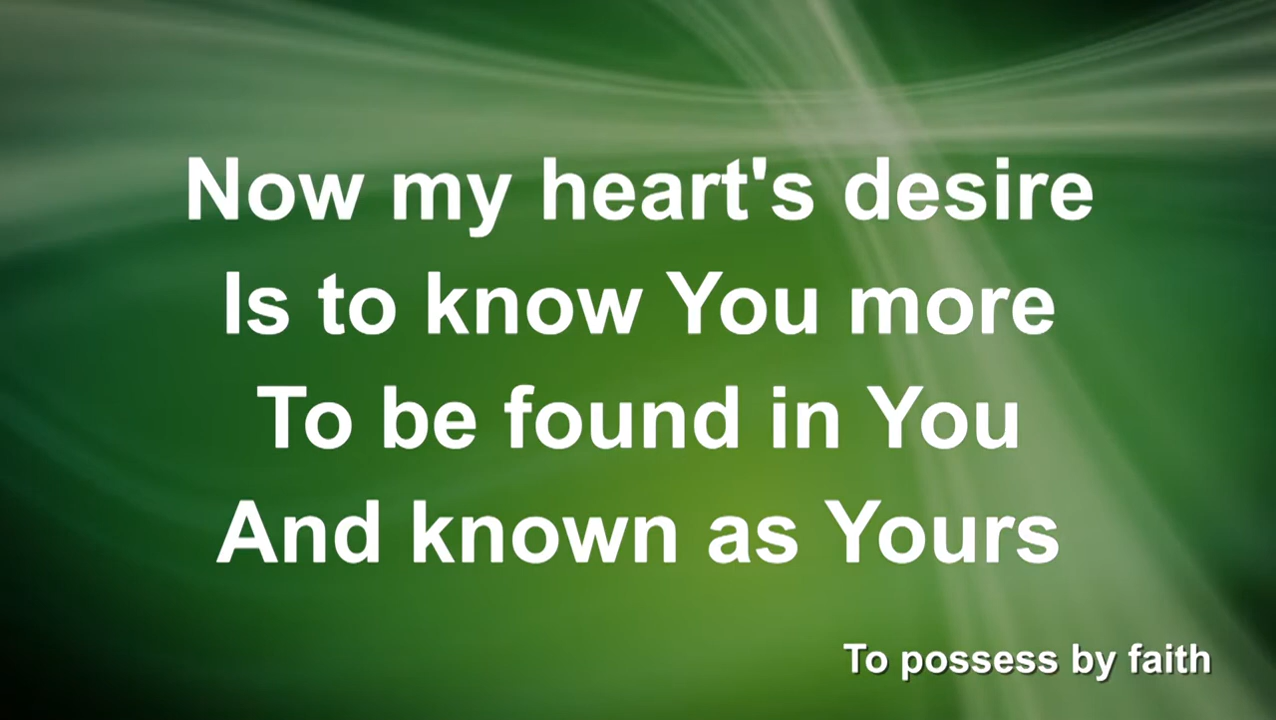 Now my heart's desire
Is to know You more
To be found in You
And known as Yours
To possess by faith